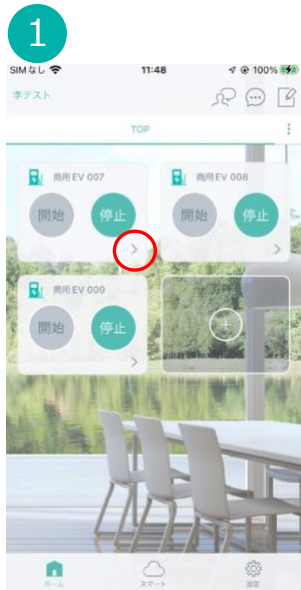 1
SIMなし 11:48 100%
李テスト
TOP
商用EV 007 商用EV 008
開始 停止 開始 停止
商用EV 009
開始 停止
ホーム スマート 設定